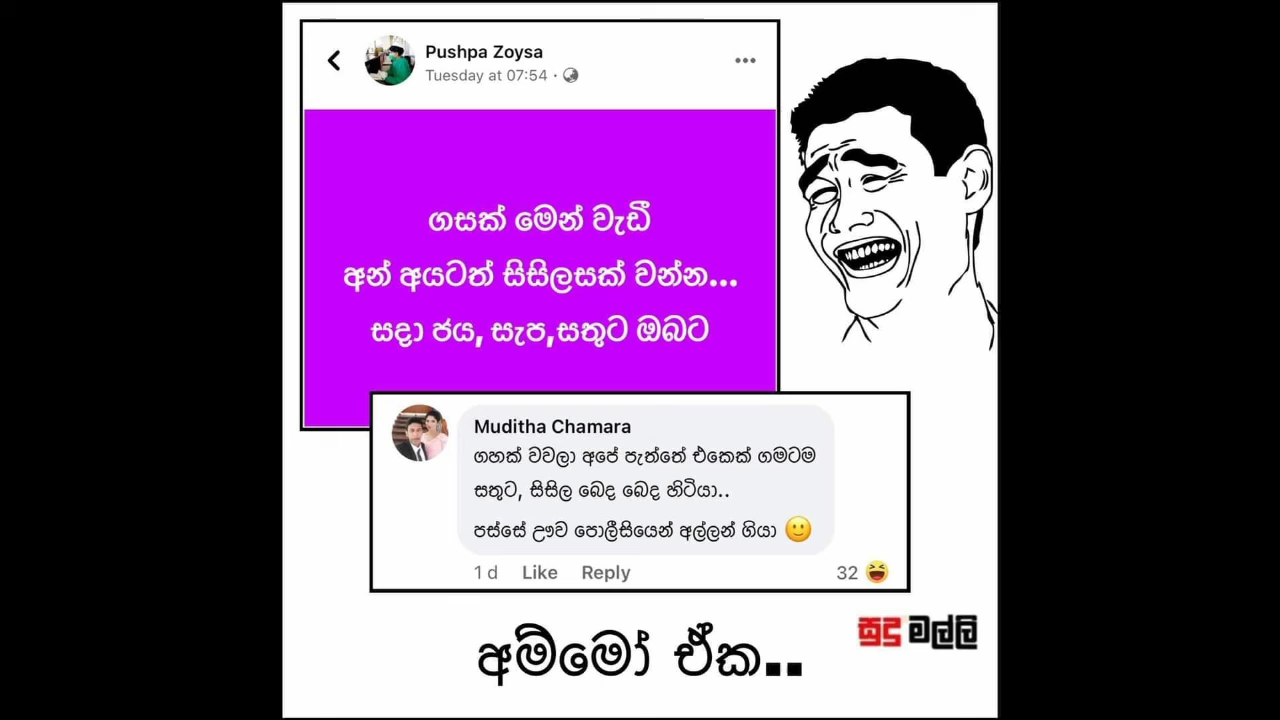 Pushpa Zoysa
Tuesday at 07:54 ·
ගසක් මෙන් වැඩී
අන් අයටත් සිසිලසක් වන්න...
සදා ජය, සැප,සතුට ඔබට
Muditha Chamara
ගහක් වවලා අපේ පැත්තේ එකෙක් ගමටම
සතුට, සිසිල බෙද බෙද හිටියා..
පස්සේ ඌව පොලීසියෙන් අල්ලන් ගියා 🙂
1 d Like Reply 32 😆
සුදු මල්ලි
අම්මෝ ඒක..